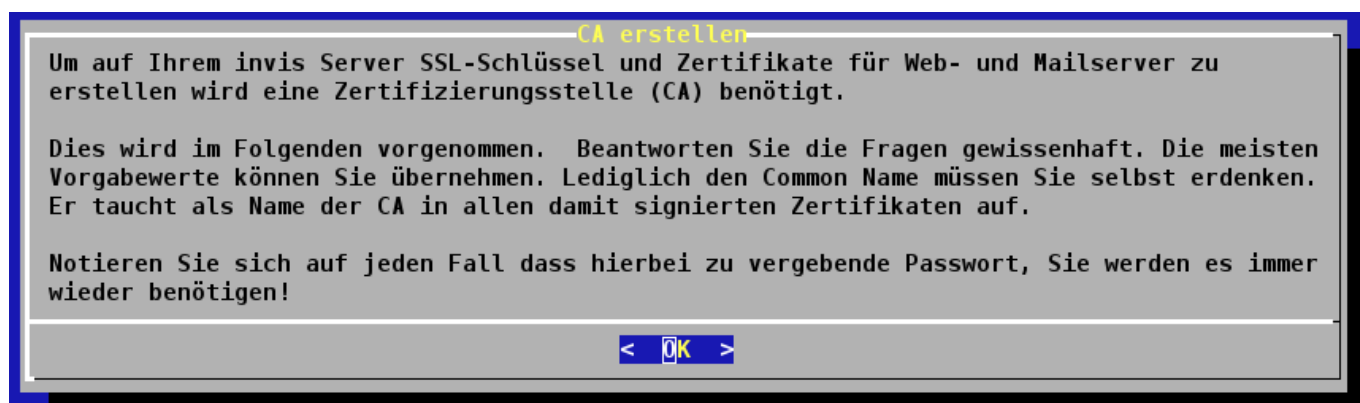 CA erstellen
Um auf Ihrem invis Server SSL-Schlüssel und Zertifikate für Web- und Mailserver zu
erstellen wird eine Zertifizierungsstelle (CA) benötigt.
Dies wird im Folgenden vorgenommen.  Beantworten Sie die Fragen gewissenhaft. Die meisten
Vorgabewerte können Sie übernehmen. Lediglich den Common Name müssen Sie selbst erdenken.
Er taucht als Name der CA in allen damit signierten Zertifikaten auf.
Notieren Sie sich auf jeden Fall dass hierbei zu vergebende Passwort, Sie werden es immer
wieder benötigen!
<  OK  >